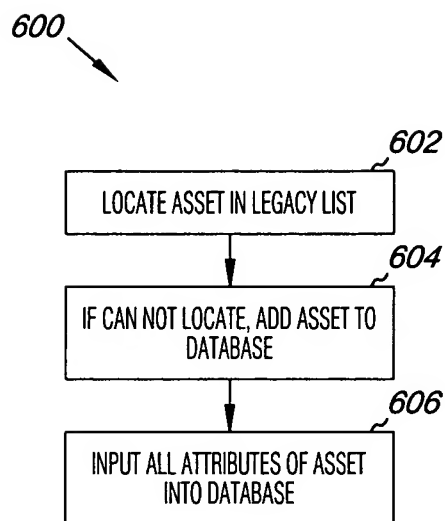 600
602
LOCATE ASSET IN LEGACY LIST
604
IF CAN NOT LOCATE, ADD ASSET TO
DATABASE
606
INPUT ALL ATTRIBUTES OF ASSET
INTO DATABASE